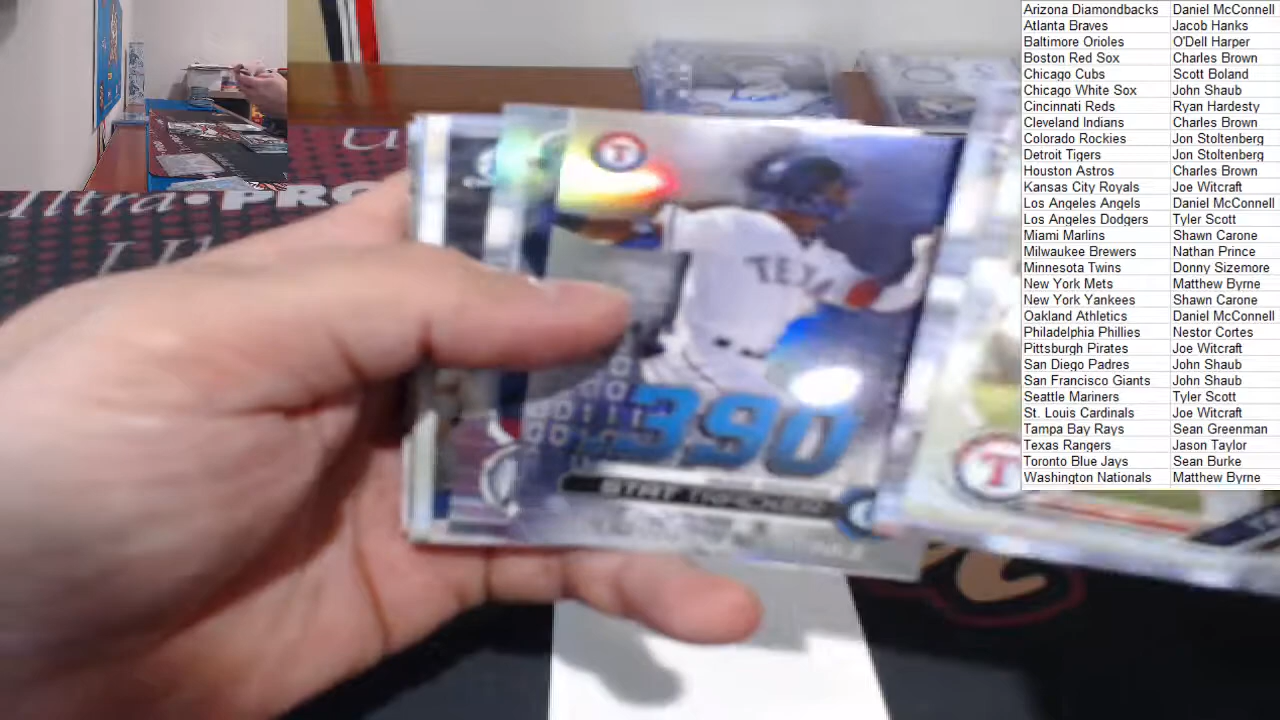 Arizona Diamondbacks Daniel McConnell
Atlanta Braves Jacob Hanks
Baltimore Orioles O'Dell Harper
Boston Red Sox Charles Brown
Chicago Cubs Scott Boland
Chicago White Sox John Shaub
Cincinnati Reds Ryan Hardesty
Cleveland Indians Charles Brown
Colorado Rockies Jon Stoltenberg
Detroit Tigers Jon Stoltenberg
Houston Astros Charles Brown
Kansas City Royals Joe Witcraft
Los Angeles Angels Daniel McConnell
Los Angeles Dodgers Tyler Scott
Miami Marlins Shawn Carone
Milwaukee Brewers Nathan Prince
Minnesota Twins Donny Sizemore
New York Mets Matthew Byrne
New York Yankees Shawn Carone
Oakland Athletics Daniel McConnell
Philadelphia Phillies Nestor Cortes
Pittsburgh Pirates Joe Witcraft
San Diego Padres John Shaub
San Francisco Giants John Shaub
Seattle Mariners Tyler Scott
St. Louis Cardinals Joe Witcraft
Tampa Bay Rays Sean Greenman
Texas Rangers Jason Taylor
Toronto Blue Jays Sean Burke
Washington Nationals Matthew Byrne
Ultra PRO
T
TEXA
390
STAT TRACKER
T